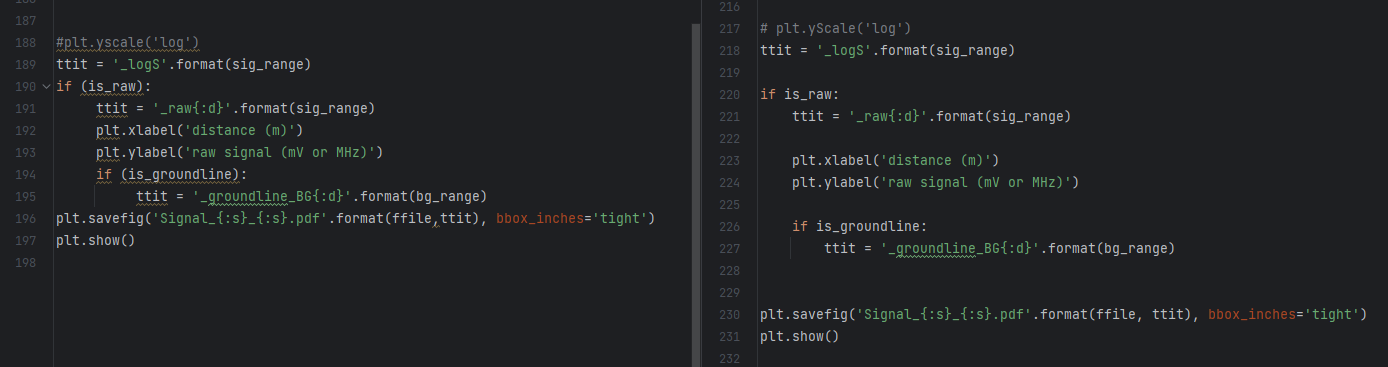 187
188 #plt.yscale('log')
189 ttit = '_logS'.format(sig_range)
190 if (is_raw):
191 ttit = '_raw{:d}'.format(sig_range)
192 plt.xlabel('distance (m)')
193 plt.ylabel('raw signal (mV or MHz)')
194 if (is_groundline):
195 ttit = '_groundline_BG{:d}'.format(bg_range)
196 plt.savefig('Signal_{:s}_{:s}.pdf'.format(ffile,ttit), bbox_inches='tight')
197 plt.show()
198
216
217 # plt.yScale('log')
218 ttit = '_logS'.format(sig_range)
219
220 if is_raw:
221 ttit = '_raw{:d}'.format(sig_range)
222
223 plt.xlabel('distance (m)')
224 plt.ylabel('raw signal (mV or MHz)')
225
226 if is_groundline:
227 ttit = '_groundline_BG{:d}'.format(bg_range)
228
229
230 plt.savefig('Signal_{:s}_{:s}.pdf'.format(ffile, ttit), bbox_inches='tight')
231 plt.show()
232